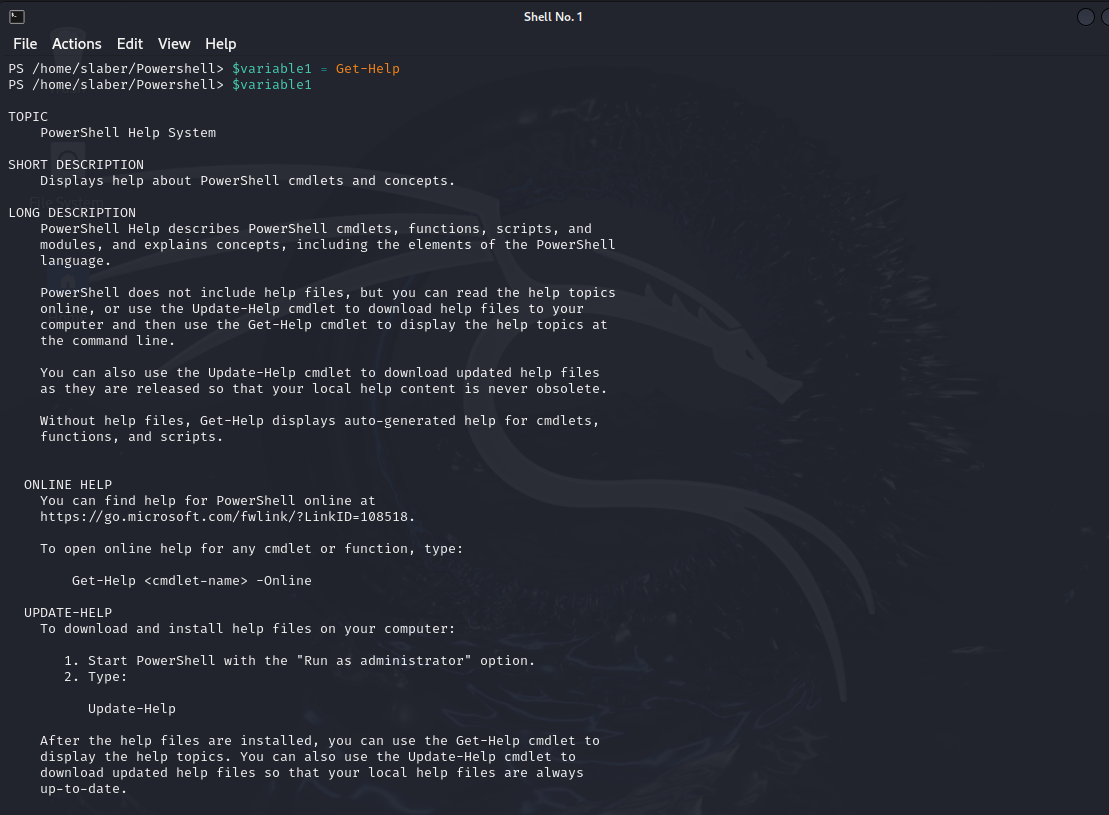 Shell No. 1
File Actions Edit View Help
PS /home/slaber/Powershell> $variable1 = Get-Help
PS /home/slaber/Powershell> $variable1
TOPIC
PowerShell Help System
SHORT DESCRIPTION
Displays help about PowerShell cmdlets and concepts.
LONG DESCRIPTION
PowerShell Help describes PowerShell cmdlets, functions, scripts, and
modules, and explains concepts, including the elements of the PowerShell
language.
PowerShell does not include help files, but you can read the help topics
online, or use the Update-Help cmdlet to download help files to your
computer and then use the Get-Help cmdlet to display the help topics at
the command line.
You can also use the Update-Help cmdlet to download updated help files
as they are released so that your local help content is never obsolete.
Without help files, Get-Help displays auto-generated help for cmdlets,
functions, and scripts.
ONLINE HELP
You can find help for PowerShell online at
https://go.microsoft.com/fwlink/?LinkID=108518.
To open online help for any cmdlet or function, type:
Get-Help <cmdlet-name> -Online
UPDATE-HELP
To download and install help files on your computer:
1. Start PowerShell with the "Run as administrator" option.
2. Type:
Update-Help
After the help files are installed, you can use the Get-Help cmdlet to
display the help topics. You can also use the Update-Help cmdlet to
download updated help files so that your local help files are always
up-to-date.